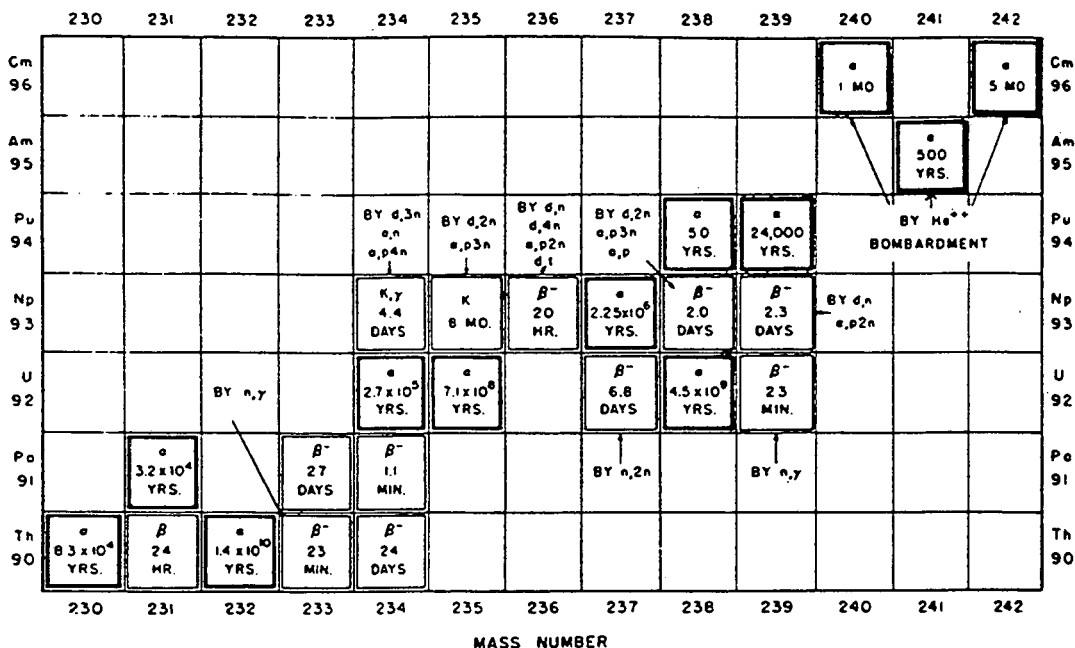 230 231 232 233 234 235 236 237 238 239 240 241 242
Cm
96
α
1 MO
α
5 MO
Cm
96
Am
95
α
500
YRS.
Am
95
Pu
94
BY d,3n
α,n
α,p4n
BY d,2n
α,p3n
BY d,n
d,4n
α,p2n
d,t
BY d,2n
α,p3n
α,p
α
50
YRS.
α
24,000
YRS.
BY He⁺⁺
BOMBARDMENT
Pu
94
Np
93
K,γ
4.4
DAYS
K
8 MO.
β⁻
20
HR.
α
2.25x10⁶
YRS.
β⁻
2.0
DAYS
β⁻
2.3
DAYS
BY d,n
α,p2n
Np
93
U
92
BY n,γ
α
2.7x10⁵
YRS.
α
7.1x10⁸
YRS.
β⁻
6.8
DAYS
α
4.5x10⁹
YRS.
β⁻
23
MIN.
U
92
Pa
91
α
3.2x10⁴
YRS.
β⁻
27
DAYS
β⁻
1.1
MIN.
BY n,2n
BY n,γ
Pa
91
Th
90
α
8.3x10⁴
YRS.
β
24
HR.
α
1.4x10¹⁰
YRS.
β⁻
23
MIN.
β⁻
24
DAYS
Th
90
230 231 232 233 234 235 236 237 238 239 240 241 242
MASS NUMBER